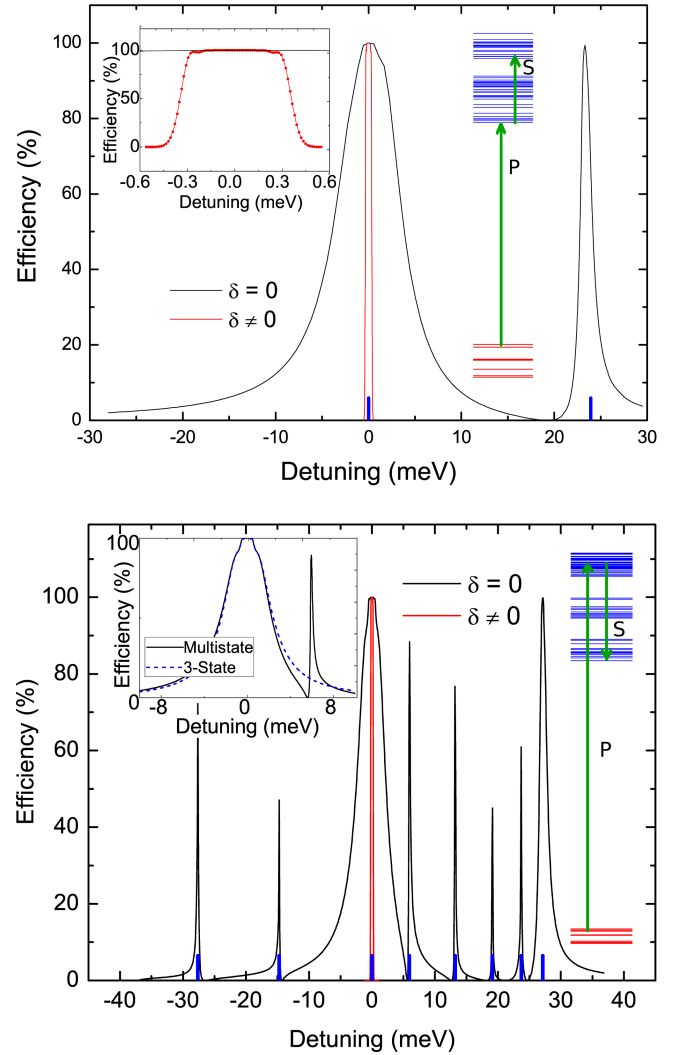 100
80
60
40
20
0
Efficiency (%)
-30
-20
-10
0
10
20
30
Detuning (meV)
100
50
0
Efficiency (%)
-0.6
-0.3
0.0
0.3
0.6
Detuning (meV)
δ = 0
δ ≠ 0
S
P
100
80
60
40
20
0
Efficiency (%)
-40
-30
-20
-10
0
10
20
30
40
Detuning (meV)
100
0
Efficiency (%)
Multistate
3-State
-8
0
8
Detuning (meV)
δ = 0
δ ≠ 0
S
P